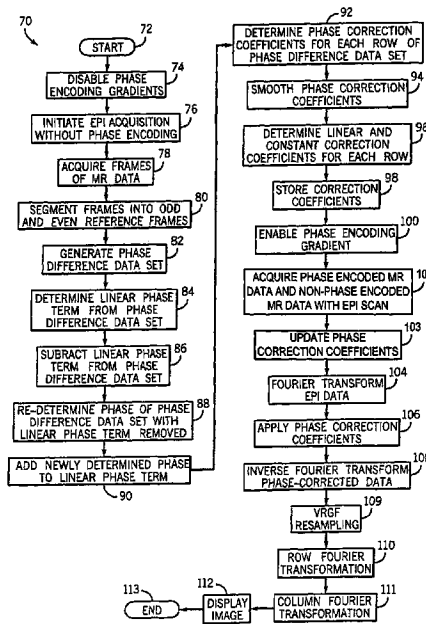 70
START
72
DISABLE PHASE
ENCODING GRADIENTS
74
INITIATE EPI ACQUISITION
WITHOUT PHASE ENCODING
76
ACQUIRE FRAMES
OF MR DATA
78
SEGMENT FRAMES INTO ODD
AND EVEN REFERENCE FRAMES
80
GENERATE PHASE
DIFFERENCE DATA SET
82
DETERMINE LINEAR PHASE
TERM FROM PHASE
DIFFERENCE DATA SET
84
SUBRACT LINEAR PHASE
TERM FROM PHASE
DIFFERENCE DATA SET
86
RE-DETERMINE PHASE OF PHASE
DIFFERENCE DATA SET WITH
LINEAR PHASE TERM REMOVED
88
ADD NEWLY DETERMINED PHASE
TO LINEAR PHASE TERM
90
92
DETERMINE PHASE CORRECTION
COEFFICIENTS FOR EACH ROW OF
PHASE DIFFERENCE DATA SET
SMOOTH PHASE CORRECTION
COEFFICIENTS
94
DETERMINE LINEAR AND
CONSTANT CORRECTION
COEFFICIENTS FOR EACH ROW
STORE CORRECTION
COEFFICIENTS
98
ENABLE PHASE ENCODING
GRADIENT
100
ACQUIRE PHASE ENCODED MR
DATA AND NON-PHASE ENCODED
MR DATA WITH EPI SCAN
UPDATE PHASE
CORRECTION COEFFICIENTS
103
FOURIER TRANSFORM
EPI DATA
104
APPLY PHASE CORRECTION
COEFFICIENTS
106
INVERSE FOURIER TRANSFORM
PHASE-CORRECTED DATA
VRGF
RESAMPLING
109
ROW FOURIER
TRANSFORMATION
110
COLUMN FOURIER
TRANSFORMATION
111
DISPLAY
IMAGE
112
END
113